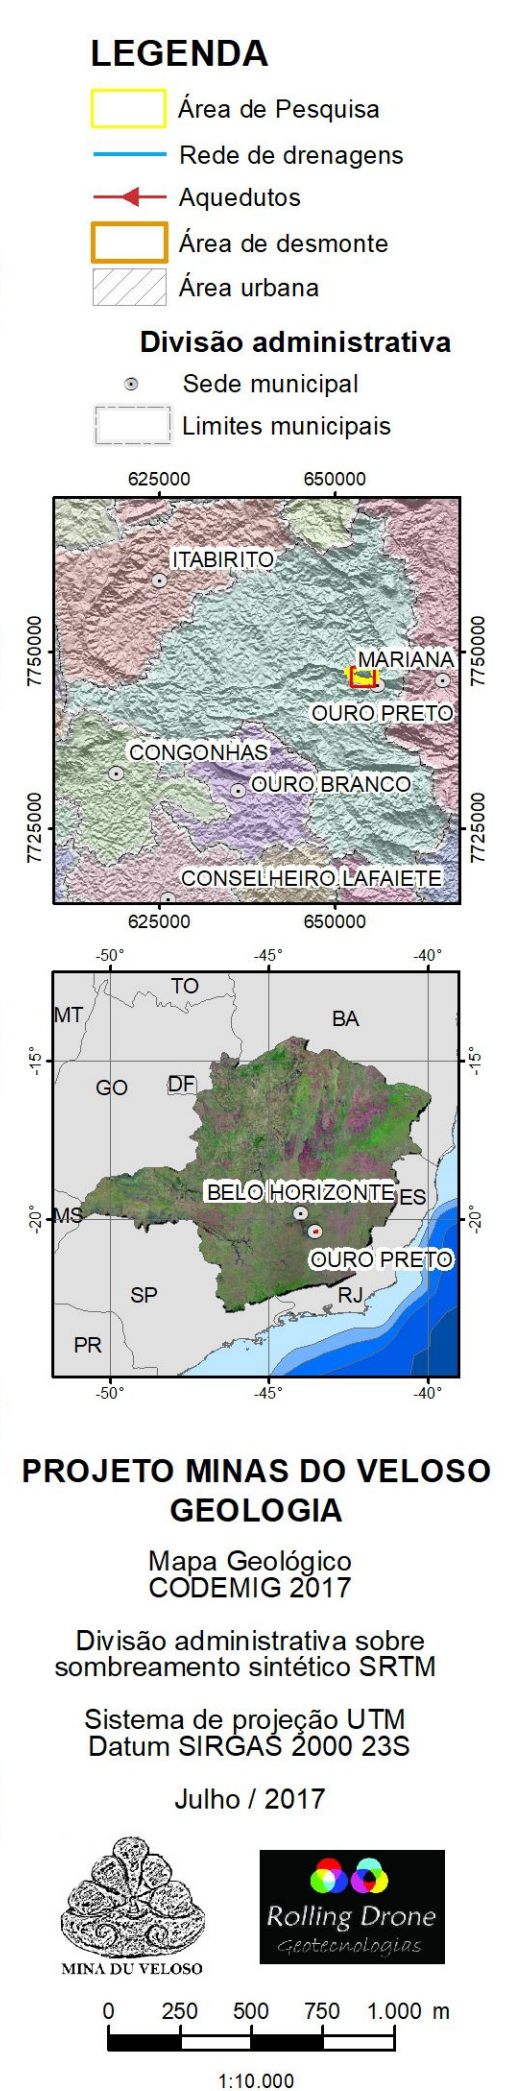 LEGENDA
Área de Pesquisa
Rede de drenagens
Aquedutos
Área de desmonte
Área urbana
Divisão administrativa
Sede municipal
Limites municipais
625000 650000
ITABIRITO
7750000 7750000
MARIANA
OURO PRETO
CONGONHAS
OURO BRANCO
7725000 7725000
CONSELHEIRO LAFAIETE
625000 650000
-50° -45° -40°
TO
MT
BA
-15° -15°
GO
DF
BELO HORIZONTE
ES
MS
-20° -20°
OURO PRETO
SP
RJ
PR
-50° -45° -40°
PROJETO MINAS DO VELOSO
GEOLOGIA
Mapa Geológico
CODEMIG 2017
Divisão administrativa sobre
sombreamento sintético SRTM
Sistema de projeção UTM
Datum SIRGAS 2000 23S
Julho / 2017
MINA DU VELOSO
Rolling Drone
Geotecnologias
0 250 500 750 1.000 m
1:10.000